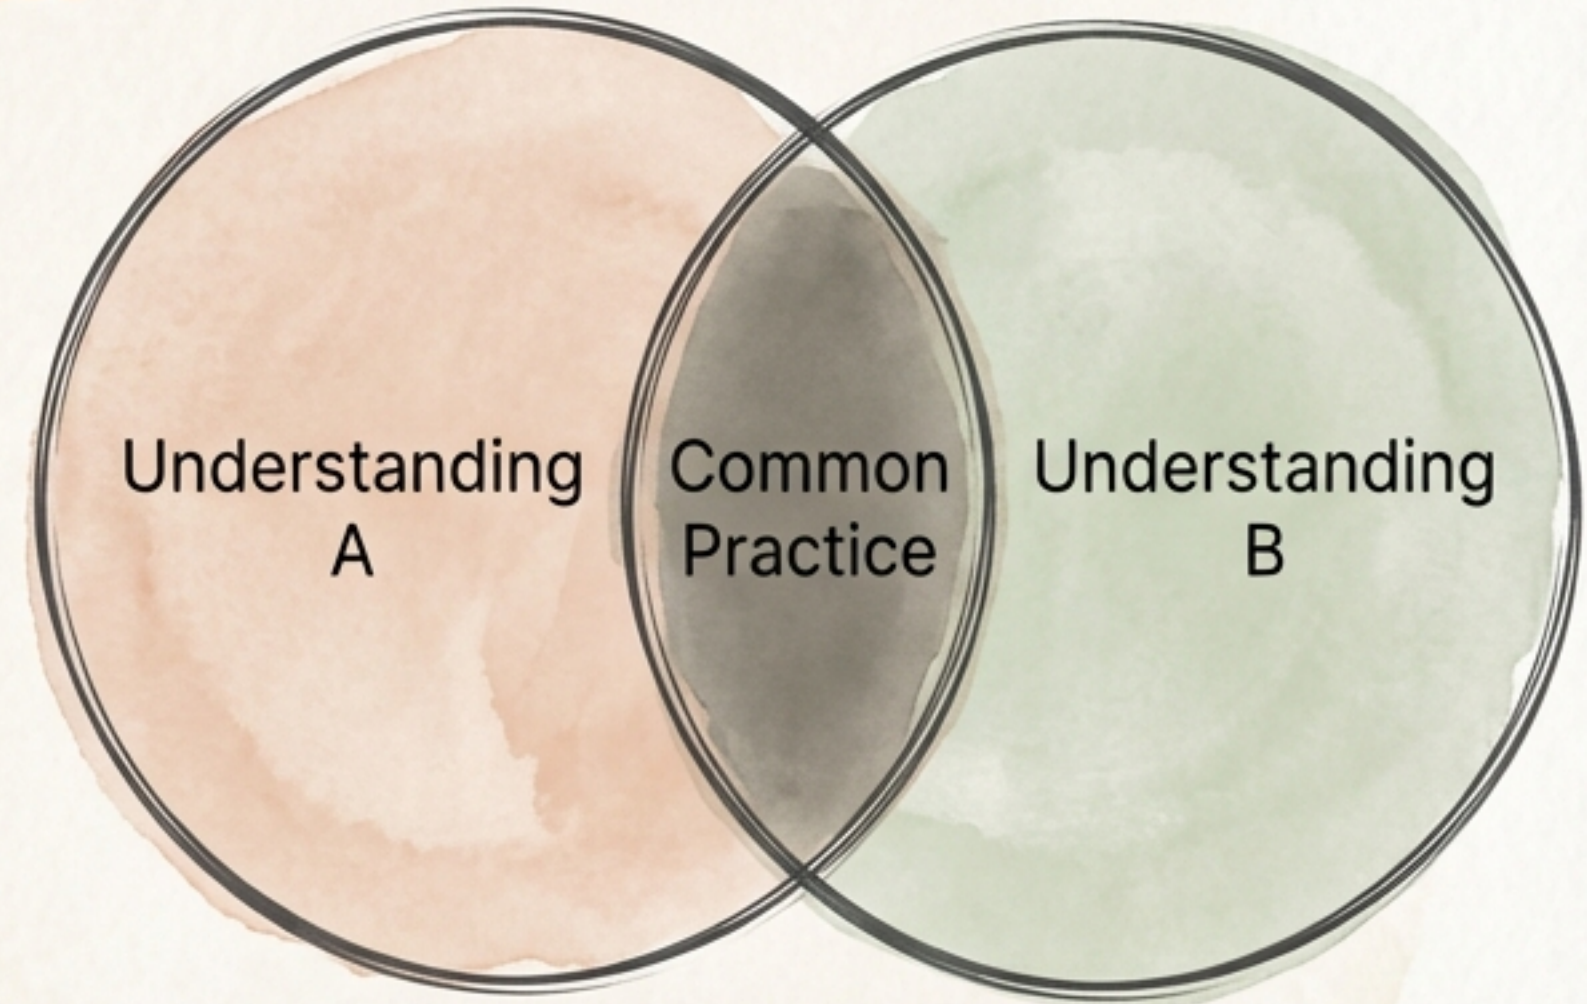 Understanding
A
Common
Practice
Understanding
B